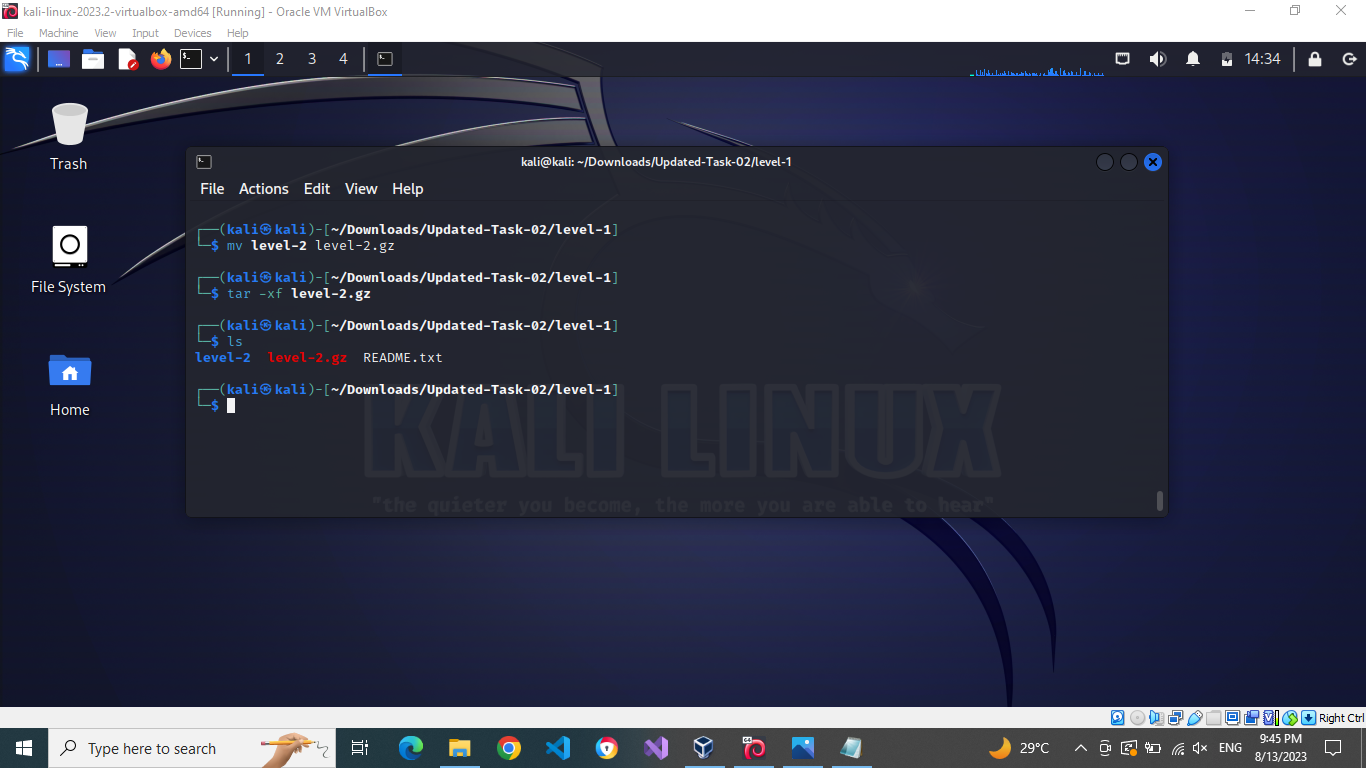 kali-linux-2023.2-virtualbox-amd64 [Running] - Oracle VM VirtualBox
File Machine View Input Devices Help
1 2 3 4 14:34
Trash
File System
Home
kali@kali: ~/Downloads/Updated-Task-02/level-1
File Actions Edit View Help
┌──(kali㉿kali)-[~/Downloads/Updated-Task-02/level-1]
└─$ mv level-2 level-2.gz
┌──(kali㉿kali)-[~/Downloads/Updated-Task-02/level-1]
└─$ tar -xf level-2.gz
┌──(kali㉿kali)-[~/Downloads/Updated-Task-02/level-1]
└─$ ls
level-2 level-2.gz README.txt
┌──(kali㉿kali)-[~/Downloads/Updated-Task-02/level-1]
└─$
KALI LINUX
"the quieter you become, the more you are able to hear"
Right Ctrl
Type here to search
29°C
ENG
9:45 PM
8/13/2023